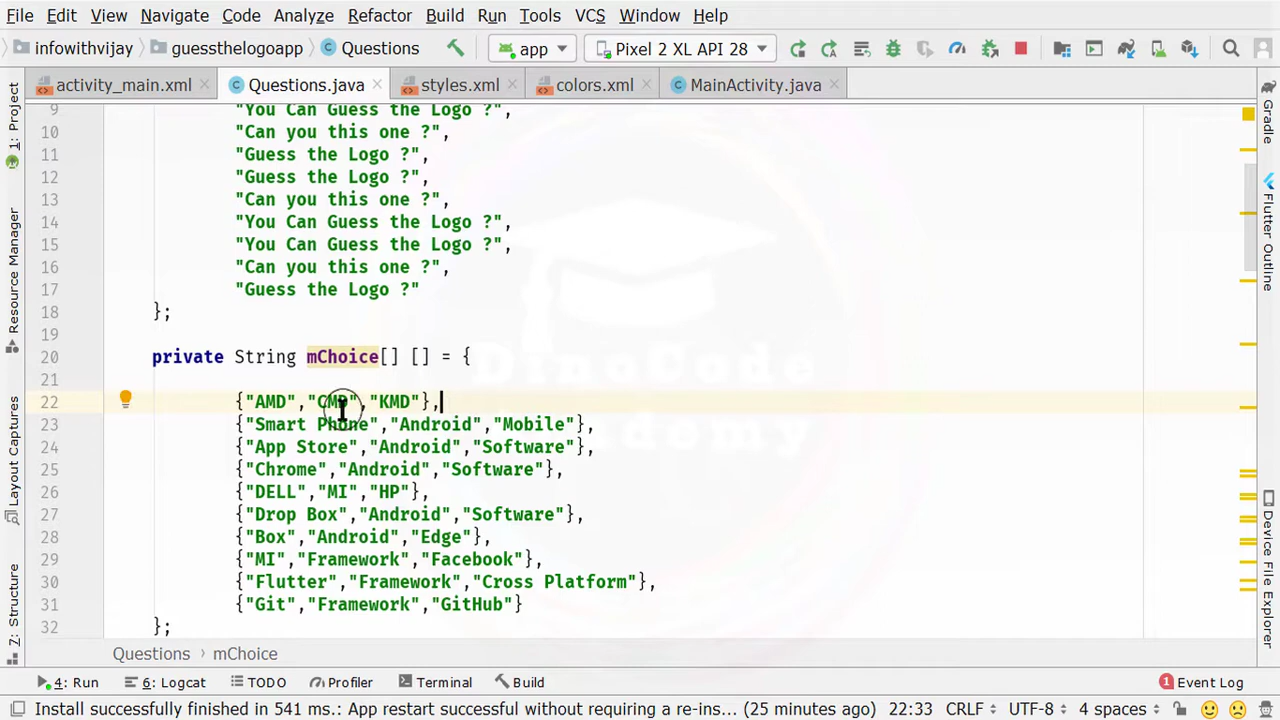 File Edit View Navigate Code Analyze Refactor Build Run Tools VCS Window Help
infowithvijay guessthelogoapp Questions app Pixel 2 XL API 28
activity_main.xml Questions.java styles.xml colors.xml MainActivity.java
1: Project
Resource Manager
Layout Captures
7: Structure
9 "You Can Guess the Logo ?",
10 "Can you this one ?",
11 "Guess the Logo ?",
12 "Guess the Logo ?",
13 "Can you this one ?",
14 "You Can Guess the Logo ?",
15 "You Can Guess the Logo ?",
16 "Can you this one ?",
17 "Guess the Logo ?"
18 };
19
20 private String mChoice[] [] = {
21
22 {"AMD","CMD","KMD"},
23 {"Smart Phone","Android","Mobile"},
24 {"App Store","Android","Software"},
25 {"Chrome","Android","Software"},
26 {"DELL","MI","HP"},
27 {"Drop Box","Android","Software"},
28 {"Box","Android","Edge"},
29 {"MI","Framework","Facebook"},
30 {"Flutter","Framework","Cross Platform"},
31 {"Git","Framework","GitHub"}
32 };
DinoCode
Academy
Gradle
Flutter Outline
Device File Explorer
Questions mChoice
4: Run 6: Logcat TODO Profiler Terminal Build 1 Event Log
Install successfully finished in 541 ms.: App restart successful without requiring a re-ins... (25 minutes ago) 22:33 CRLF UTF-8 4 spaces